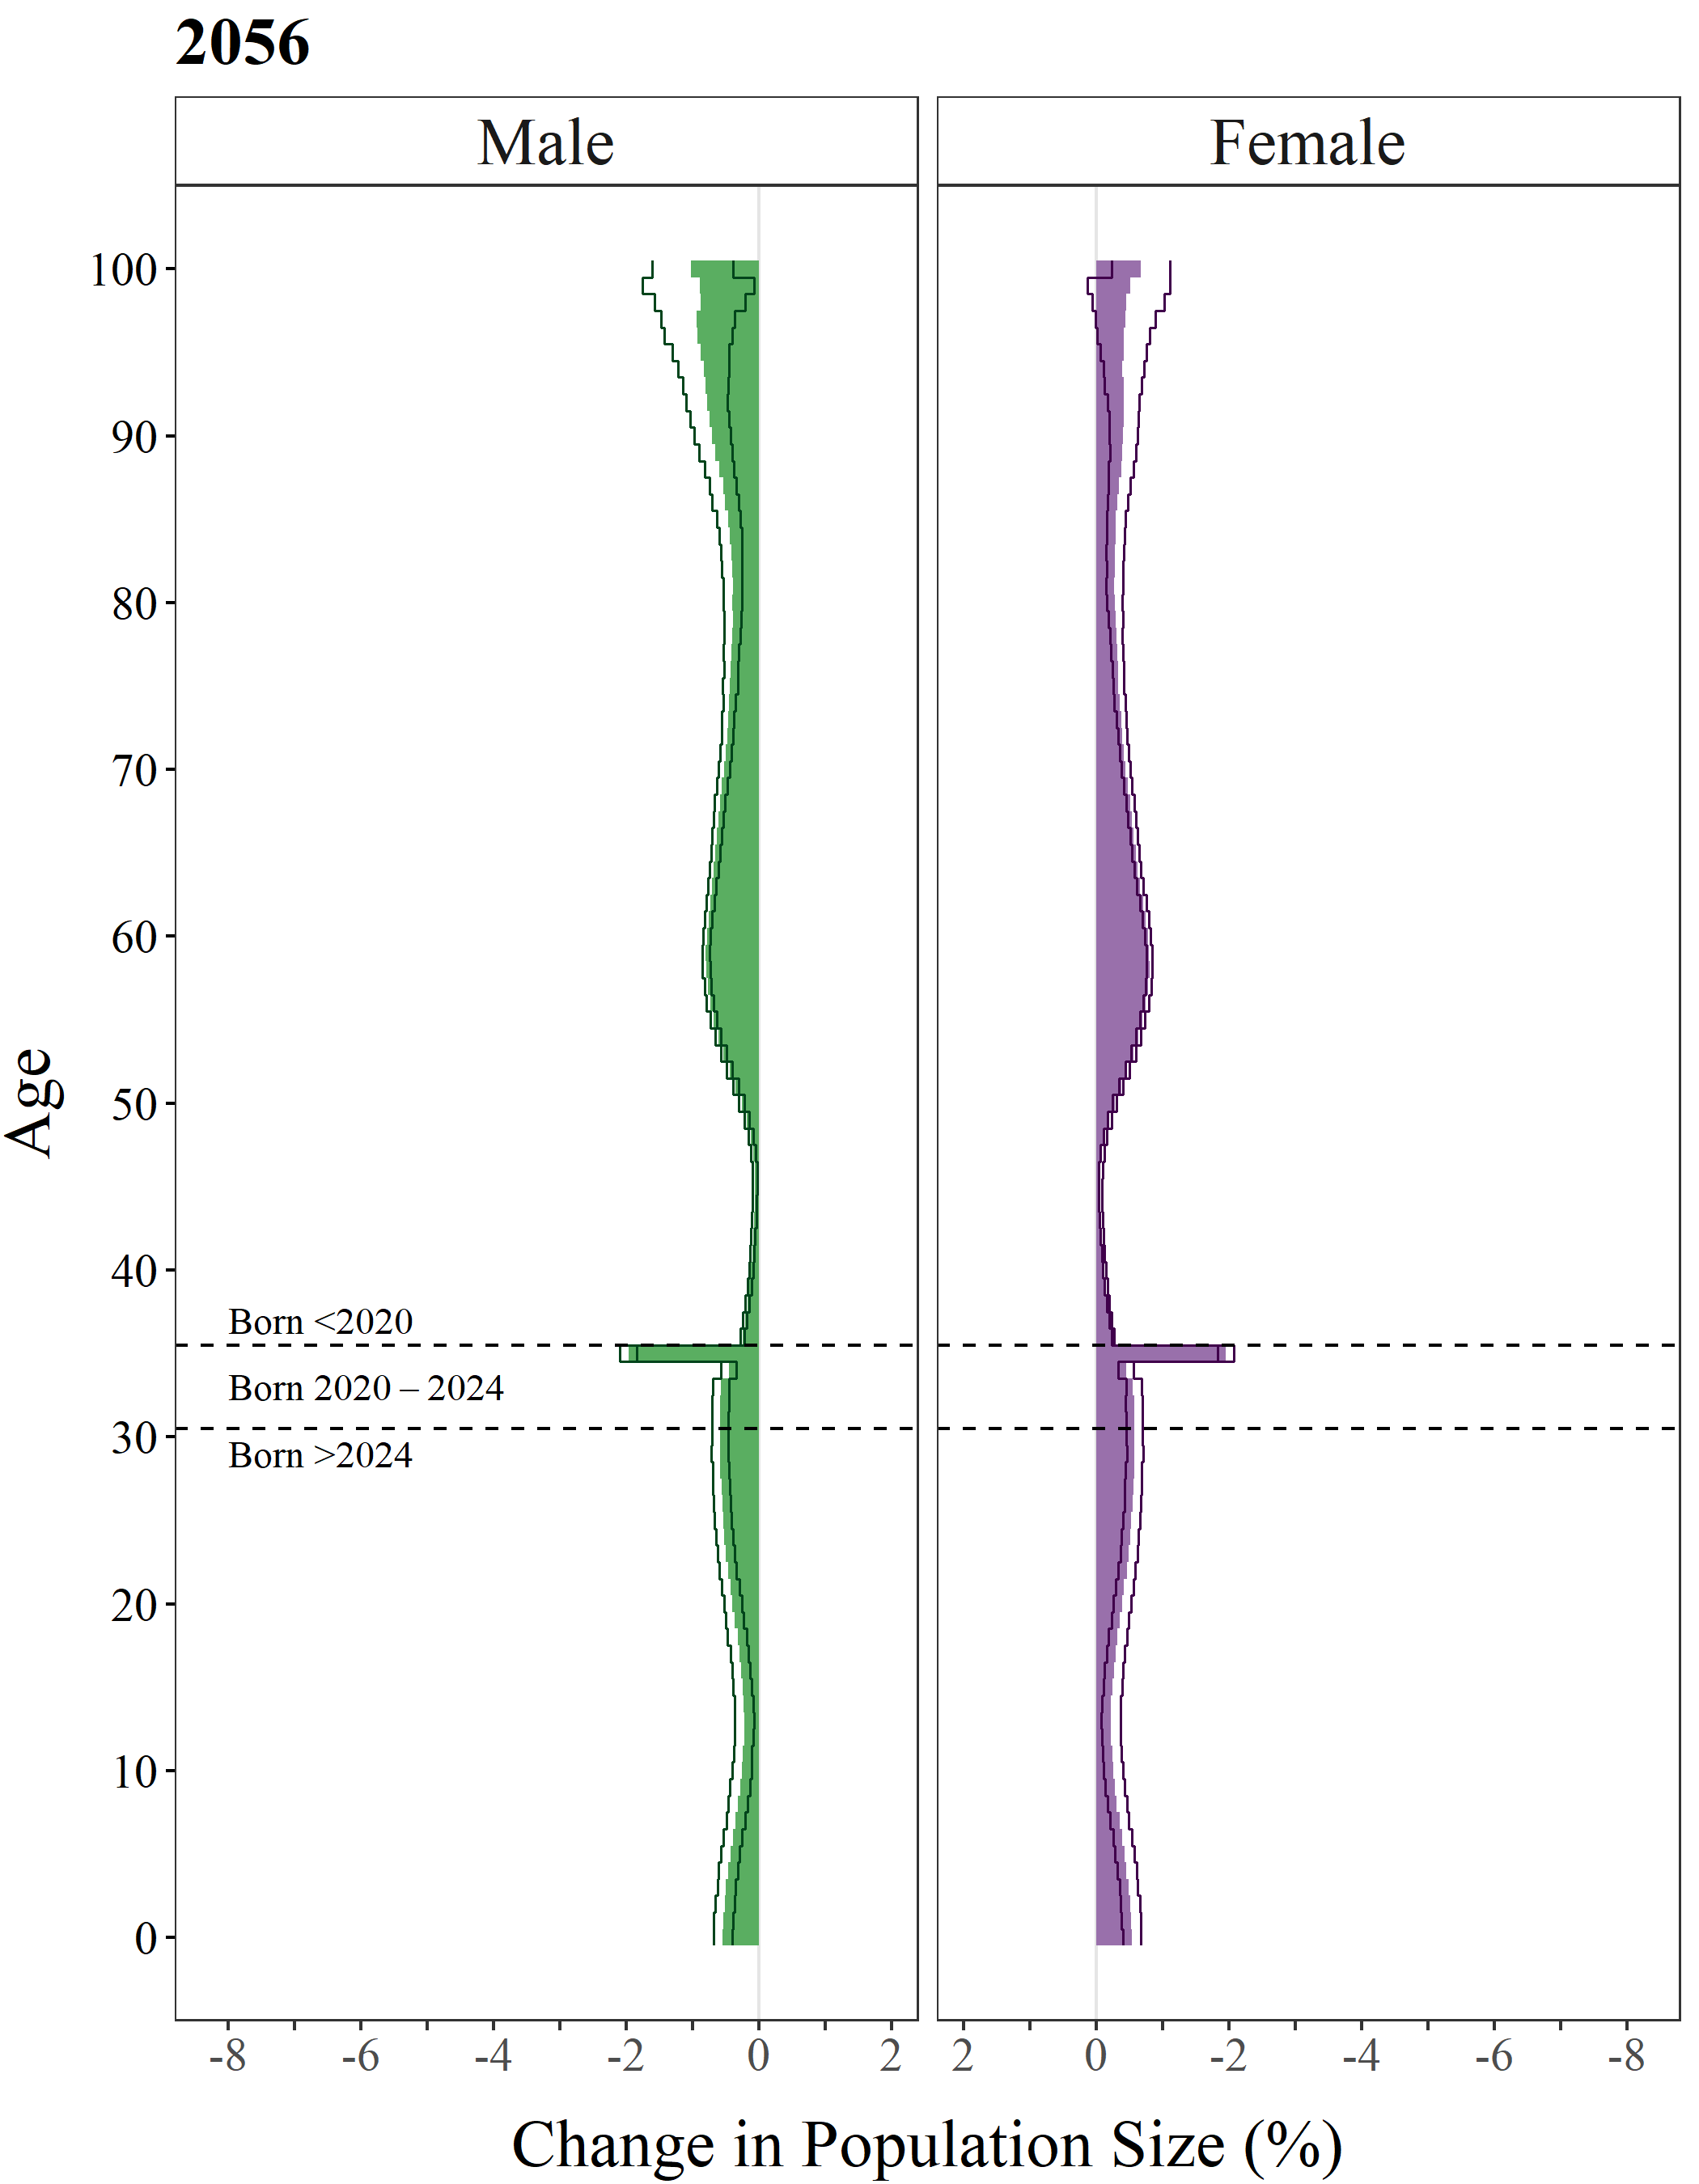 2056
Male
Female
100
90
80
70
60
50
40
30
20
10
0
Age
Born <2020
Born 2020 – 2024
Born >2024
-8 -6 -4 -2 0 2
2 0 -2 -4 -6 -8
Change in Population Size (%)